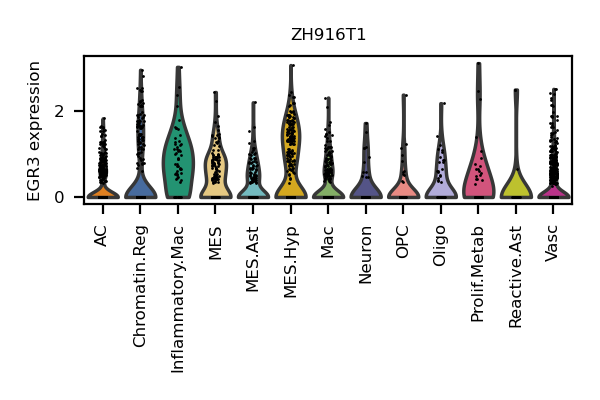 ZH916T1
EGR3 expression
2
0
AC
Chromatin.Reg
Inflammatory.Mac
MES
MES.Ast
MES.Hyp
Mac
Neuron
OPC
Oligo
Prolif.Metab
Reactive.Ast
Vasc